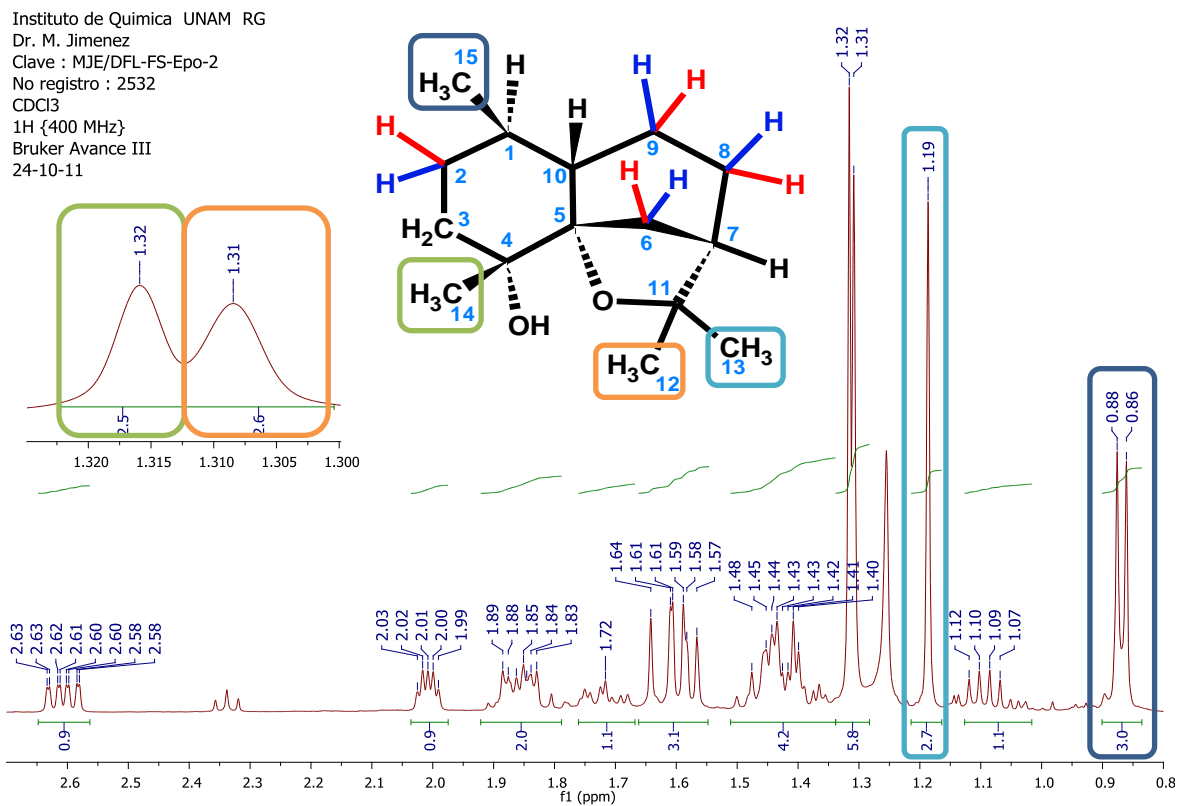 Instituto de Quimica UNAM RG
Dr. M. Jimenez
Clave : MJE/DFL-FS-Epo-2
No registro : 2532
CDCl3
1H {400 MHz}
Bruker Avance III
24-10-11
1.32
1.31
2.5
2.6
1.320 1.315 1.310 1.305 1.300
15
H3C
H
H
H
H
H
H
H
H
H
H
H
1
2
9
8
10
H2C
3
4
5
6
7
H3C
14
OH
O
11
H3C
12
CH3
13
1.32
1.31
1.19
0.88
0.86
2.63
2.63
2.62
2.61
2.60
2.60
2.58
2.58
2.03
2.02
2.01
2.00
1.99
1.89
1.88
1.85
1.84
1.83
1.72
1.64
1.61
1.61
1.59
1.58
1.57
1.48
1.45
1.44
1.43
1.43
1.42
1.41
1.40
1.12
1.10
1.09
1.07
0.9
0.9
2.0
1.1
3.1
4.2
5.8
2.7
1.1
3.0
2.6 2.5 2.4 2.3 2.2 2.1 2.0 1.9 1.8 1.7 1.6 1.5 1.4 1.3 1.2 1.1 1.0 0.9 0.8
f1 (ppm)